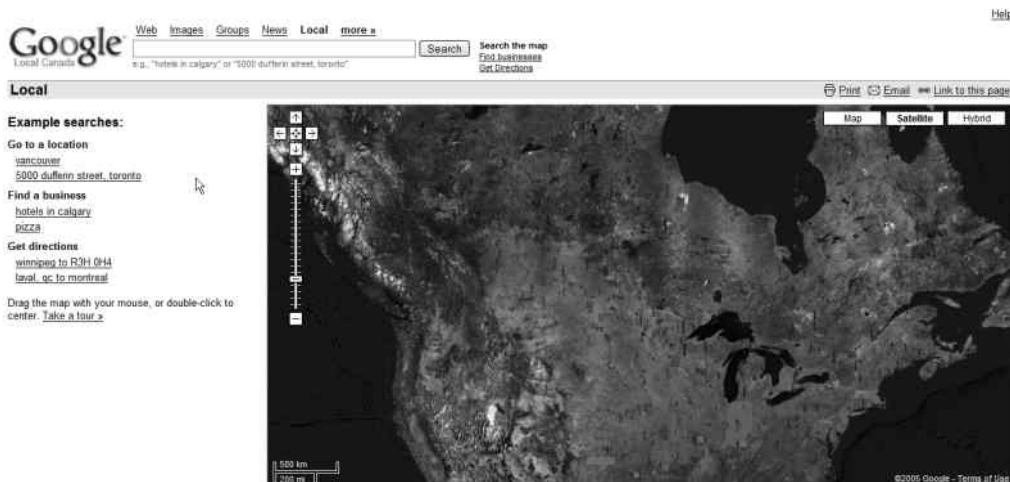 Help
Google
Local Canada
Web Images Groups News Local more »
Search
e.g., "hotels in calgary" or "5000 dufferin street, toronto"
Search the map
Find businesses
Get Directions
Local
Print Email Link to this page
Example searches:
Go to a location
vancouver
5000 dufferin street, toronto
Find a business
hotels in calgary
pizza
Get directions
winnipeg to R3H 0H4
laval, qc to montreal
Drag the map with your mouse, or double-click to
center. Take a tour »
Map Satellite Hybrid
500 km
200 mi
©2005 Google - Terms of Use